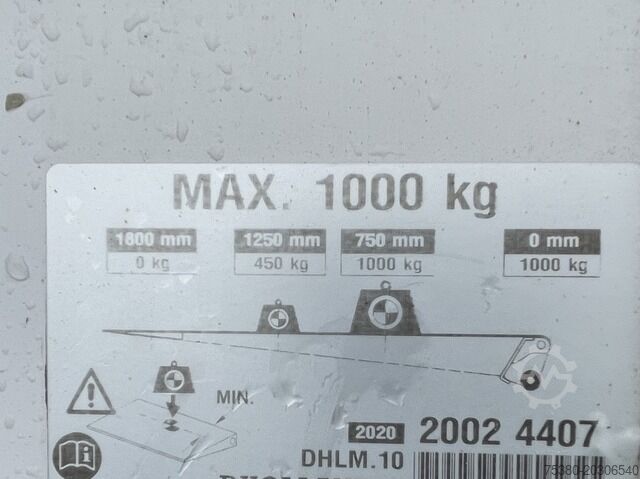 MAX. 1000 kg
1800 mm 1250 mm 750 mm 0 mm
0 kg 450 kg 1000 kg 1000 kg
MIN.
2020 2002 4407
DHLM.10
75380-20306540